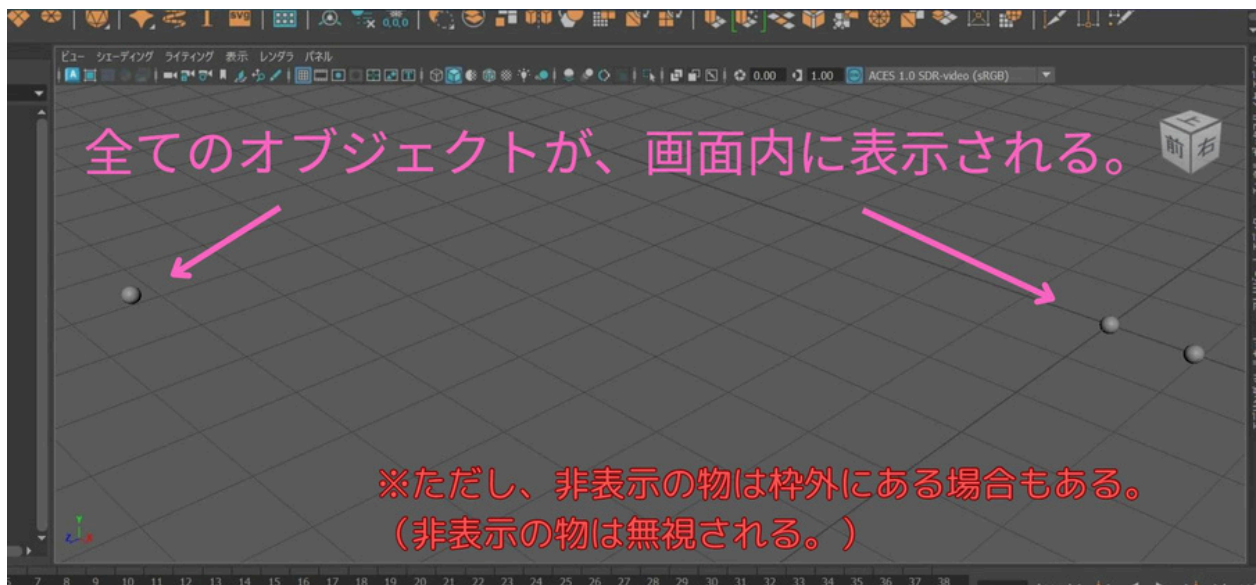 SVG
0,0,0
ビュー シェーディング ライティング 表示 レンダラ パネル
0.00 1.00 ACES 1.0 SDR-video (sRGB)
全てのオブジェクトが、画面内に表示される。
上
前 右
※ただし、非表示の物は枠外にある場合もある。
（非表示の物は無視される。）
y
z x
7 8 9 10 11 12 13 14 15 16 17 18 19 20 21 22 23 24 25 26 27 28 29 30 31 32 33 34 35 36 37 38